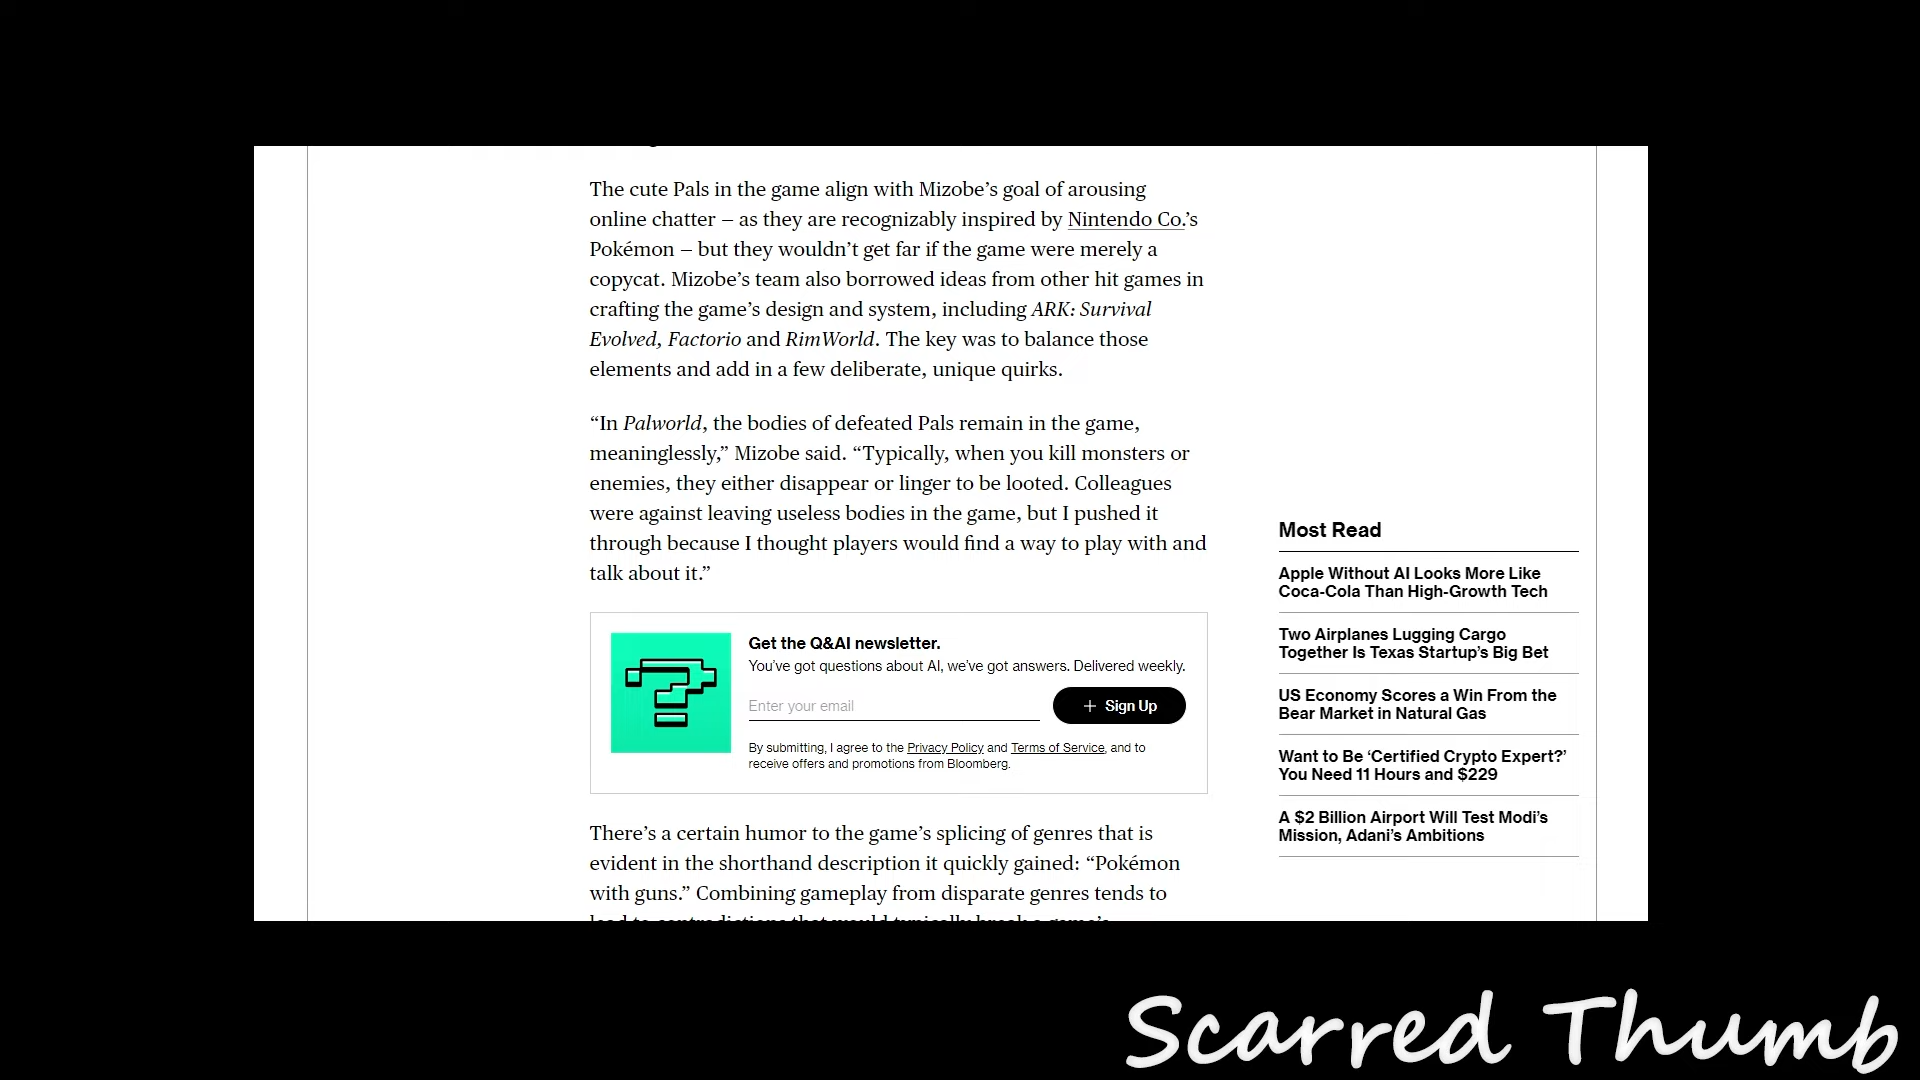 The cute Pals in the game align with Mizobe’s goal of arousing
online chatter – as they are recognizably inspired by Nintendo Co.’s
Pokémon – but they wouldn’t get far if the game were merely a
copycat. Mizobe’s team also borrowed ideas from other hit games in
crafting the game’s design and system, including ARK: Survival
Evolved, Factorio and RimWorld. The key was to balance those
elements and add in a few deliberate, unique quirks.
“In Palworld, the bodies of defeated Pals remain in the game,
meaninglessly,” Mizobe said. “Typically, when you kill monsters or
enemies, they either disappear or linger to be looted. Colleagues
were against leaving useless bodies in the game, but I pushed it
through because I thought players would find a way to play with and
talk about it.”
Get the Q&AI newsletter.
You’ve got questions about AI, we’ve got answers. Delivered weekly.
Enter your email
+ Sign Up
By submitting, I agree to the Privacy Policy and Terms of Service, and to
receive offers and promotions from Bloomberg.
There’s a certain humor to the game’s splicing of genres that is
evident in the shorthand description it quickly gained: “Pokémon
with guns.” Combining gameplay from disparate genres tends to
lead to contradictions that would typically break a game’s
Most Read
Apple Without AI Looks More Like
Coca-Cola Than High-Growth Tech
Two Airplanes Lugging Cargo
Together Is Texas Startup’s Big Bet
US Economy Scores a Win From the
Bear Market in Natural Gas
Want to Be ‘Certified Crypto Expert?’
You Need 11 Hours and $229
A $2 Billion Airport Will Test Modi’s
Mission, Adani’s Ambitions
Scarred Thumb